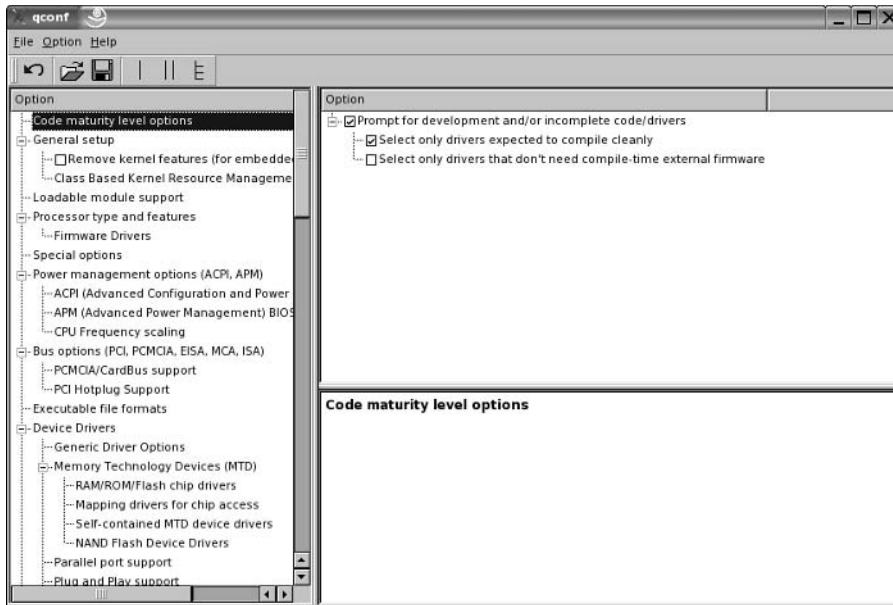 qconf
File Option Help
Option
Code maturity level options
General setup
Remove kernel features (for embedde
Class Based Kernel Resource Manageme
Loadable module support
Processor type and features
Firmware Drivers
Special options
Power management options (ACPI, APM)
ACPI (Advanced Configuration and Power
APM (Advanced Power Management) BIOS
CPU Frequency scaling
Bus options (PCI, PCMCIA, EISA, MCA, ISA)
PCMCIA/CardBus support
PCI Hotplug Support
Executable file formats
Device Drivers
Generic Driver Options
Memory Technology Devices (MTD)
RAM/ROM/Flash chip drivers
Mapping drivers for chip access
Self-contained MTD device drivers
NAND Flash Device Drivers
Parallel port support
Plug and Play support
Option
Prompt for development and/or incomplete code/drivers
Select only drivers expected to compile cleanly
Select only drivers that don't need compile-time external firmware
Code maturity level options